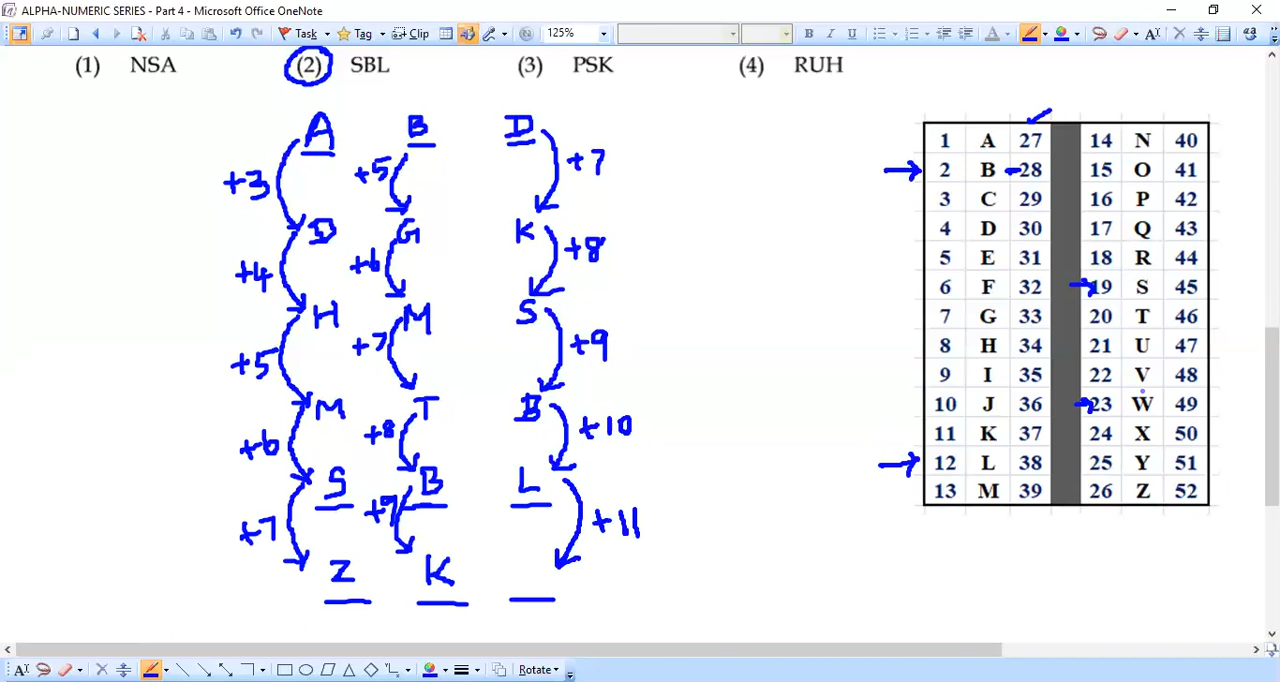 ALPHA-NUMERIC SERIES - Part 4 - Microsoft Office OneNote
Task Tag Clip 125% B I U
(1) NSA (2) SBL (3) PSK (4) RUH
A B D
+3 +5 +7
D G K
+4 +6 +8
H M S
+5 +7 +9
M T B
+6 +8 +10
S B L
+7 +9 +11
Z K
1 A 27 14 N 40
2 B 28 15 O 41
3 C 29 16 P 42
4 D 30 17 Q 43
5 E 31 18 R 44
6 F 32 19 S 45
7 G 33 20 T 46
8 H 34 21 U 47
9 I 35 22 V 48
10 J 36 23 W 49
11 K 37 24 X 50
12 L 38 25 Y 51
13 M 39 26 Z 52
Rotate